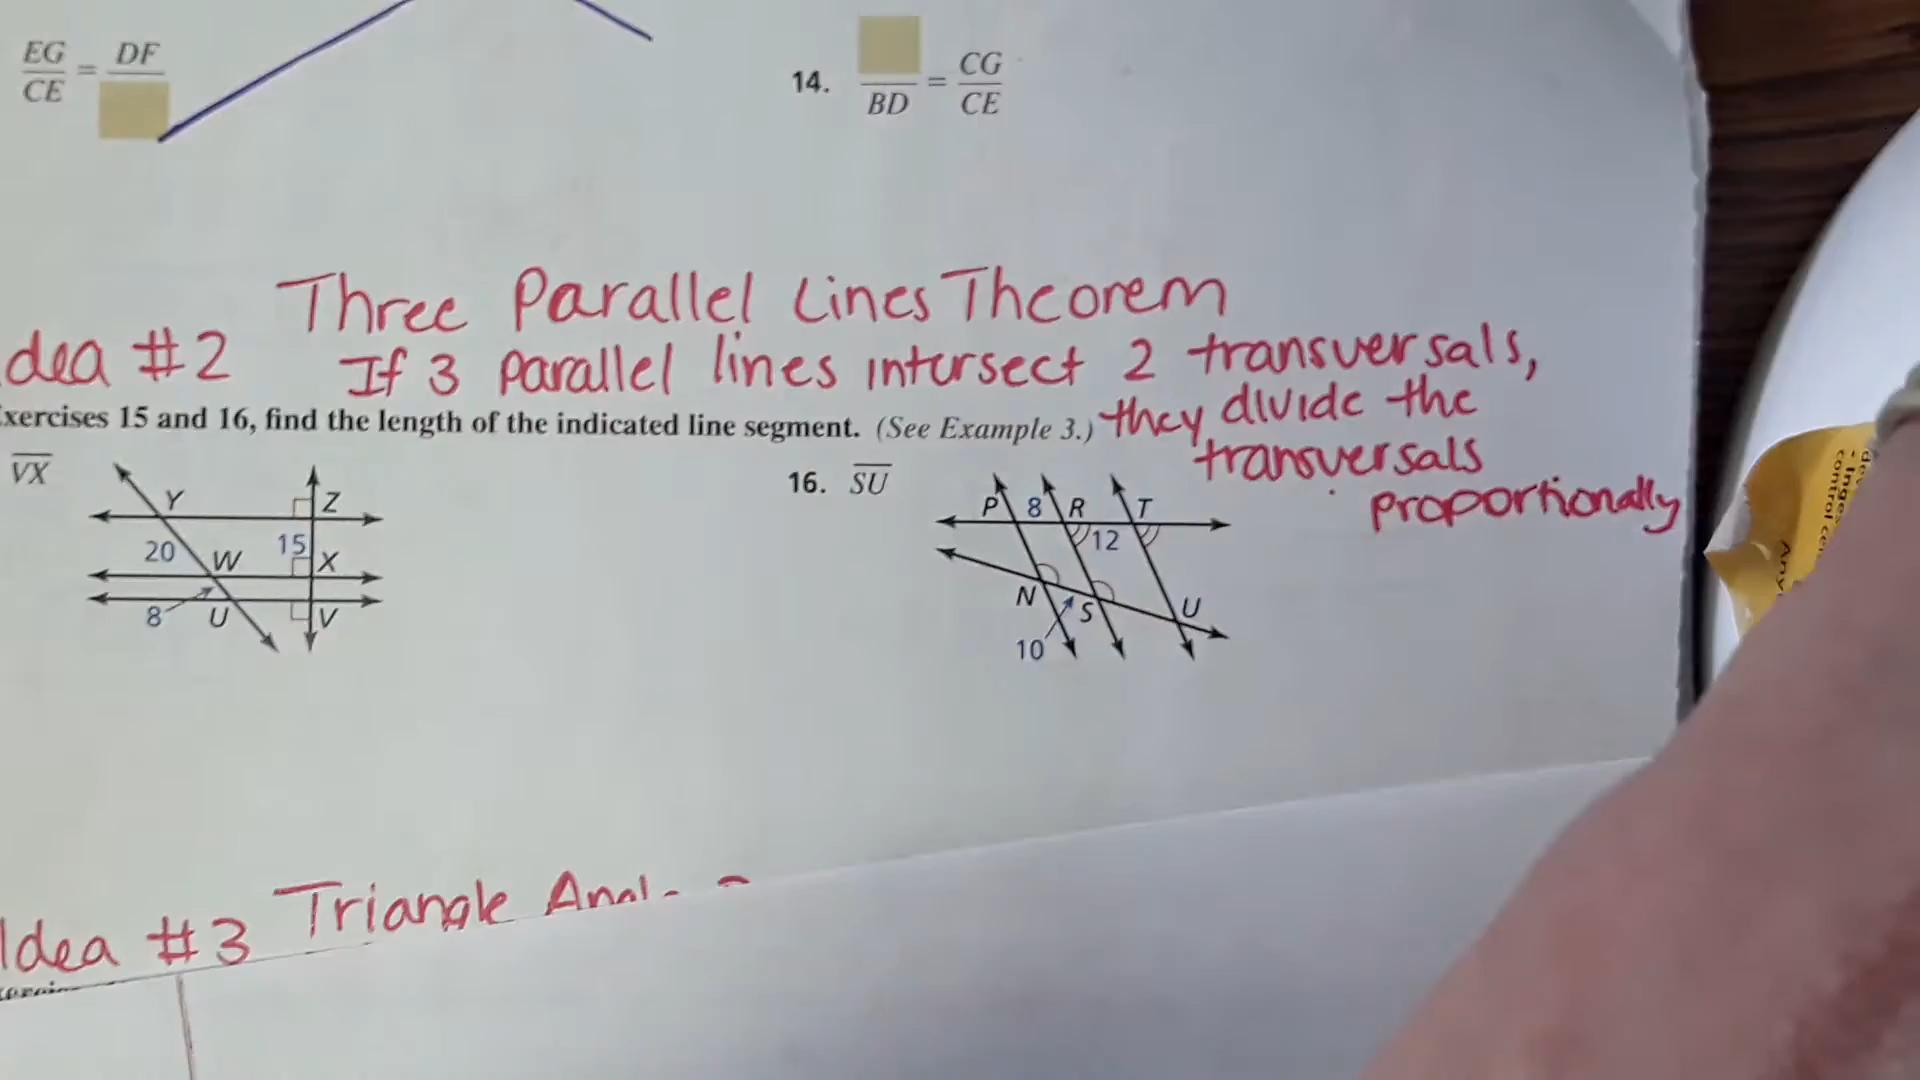 EG/CE = DF/
14. /BD = CG/CE
Three Parallel Lines Theorem
dea #2 If 3 parallel lines intersect 2 transversals,
xercises 15 and 16, find the length of the indicated line segment. (See Example 3.) they divide the
transversals
proportionally
VX
16. SU
Y Z
20 W 15 X
8 U V
P 8 R T
12
N S U
10
Idea #3 Triangle